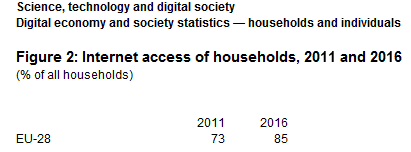 Science, technology and digital society
Digital economy and society statistics — households and individuals
Figure 2: Internet access of households, 2011 and 2016
(% of all households)
2011 2016
EU-28 73 85